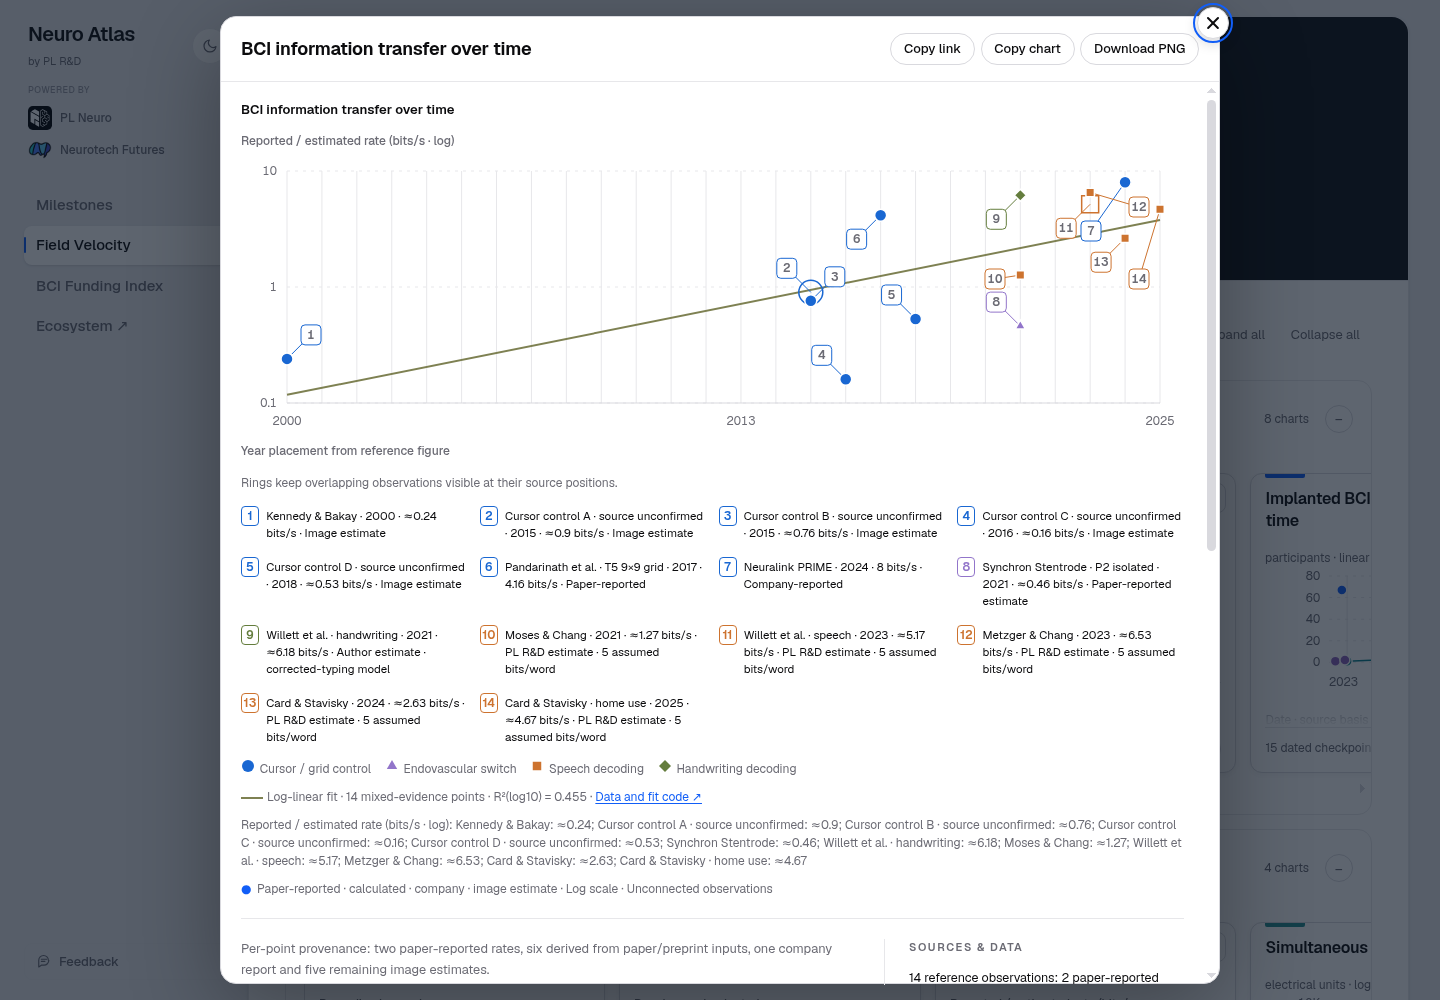 Neuro Atlas
by PL R&D
POWERED BY
PL Neuro
Neurotech Futures
Milestones
Field Velocity
BCI Funding Index
Ecosystem ↗
Feedback
BCI information transfer over time
Copy link
Copy chart
Download PNG
BCI information transfer over time
Reported / estimated rate (bits/s · log)
10
1
0.1
2000
2013
2025
1
2
3
4
5
6
7
8
9
10
11
12
13
14
Year placement from reference figure
Rings keep overlapping observations visible at their source positions.
1 Kennedy & Bakay · 2000 · ≈0.24
bits/s · Image estimate
2 Cursor control A · source unconfirmed
· 2015 · ≈0.9 bits/s · Image estimate
3 Cursor control B · source unconfirmed
· 2015 · ≈0.76 bits/s · Image estimate
4 Cursor control C · source unconfirmed
· 2016 · ≈0.16 bits/s · Image estimate
5 Cursor control D · source unconfirmed
· 2018 · ≈0.53 bits/s · Image estimate
6 Pandarinath et al. · T5 9×9 grid · 2017 ·
4.16 bits/s · Paper-reported
7 Neuralink PRIME · 2024 · 8 bits/s ·
Company-reported
8 Synchron Stentrode · P2 isolated ·
2021 · ≈0.46 bits/s · Paper-reported
estimate
9 Willett et al. · handwriting · 2021 ·
≈6.18 bits/s · Author estimate ·
corrected-typing model
10 Moses & Chang · 2021 · ≈1.27 bits/s ·
PL R&D estimate · 5 assumed
bits/word
11 Willett et al. · speech · 2023 · ≈5.17
bits/s · PL R&D estimate · 5 assumed
bits/word
12 Metzger & Chang · 2023 · ≈6.53
bits/s · PL R&D estimate · 5 assumed
bits/word
13 Card & Stavisky · 2024 · ≈2.63 bits/s ·
PL R&D estimate · 5 assumed
bits/word
14 Card & Stavisky · home use · 2025 ·
≈4.67 bits/s · PL R&D estimate · 5
assumed bits/word
Cursor / grid control
Endovascular switch
Speech decoding
Handwriting decoding
Log-linear fit · 14 mixed-evidence points · R²(log10) = 0.455 · Data and fit code ↗
Reported / estimated rate (bits/s · log): Kennedy & Bakay: ≈0.24; Cursor control A · source unconfirmed: ≈0.9; Cursor control B · source unconfirmed: ≈0.76; Cursor control
C · source unconfirmed: ≈0.16; Cursor control D · source unconfirmed: ≈0.53; Synchron Stentrode: ≈0.46; Willett et al. · handwriting: ≈6.18; Moses & Chang: ≈1.27; Willett et
al. · speech: ≈5.17; Metzger & Chang: ≈6.53; Card & Stavisky: ≈2.63; Card & Stavisky · home use: ≈4.67
Paper-reported · calculated · company · image estimate · Log scale · Unconnected observations
Per-point provenance: two paper-reported rates, six derived from paper/preprint inputs, one company
report and five remaining image estimates.
SOURCES & DATA
14 reference observations: 2 paper-reported
pand all
Collapse all
8 charts
Implanted BCI
time
participants · linear
80
60
40
20
0
2023
Date · source basis
15 dated checkpoin
4 charts
Simultaneous
electrical units · log